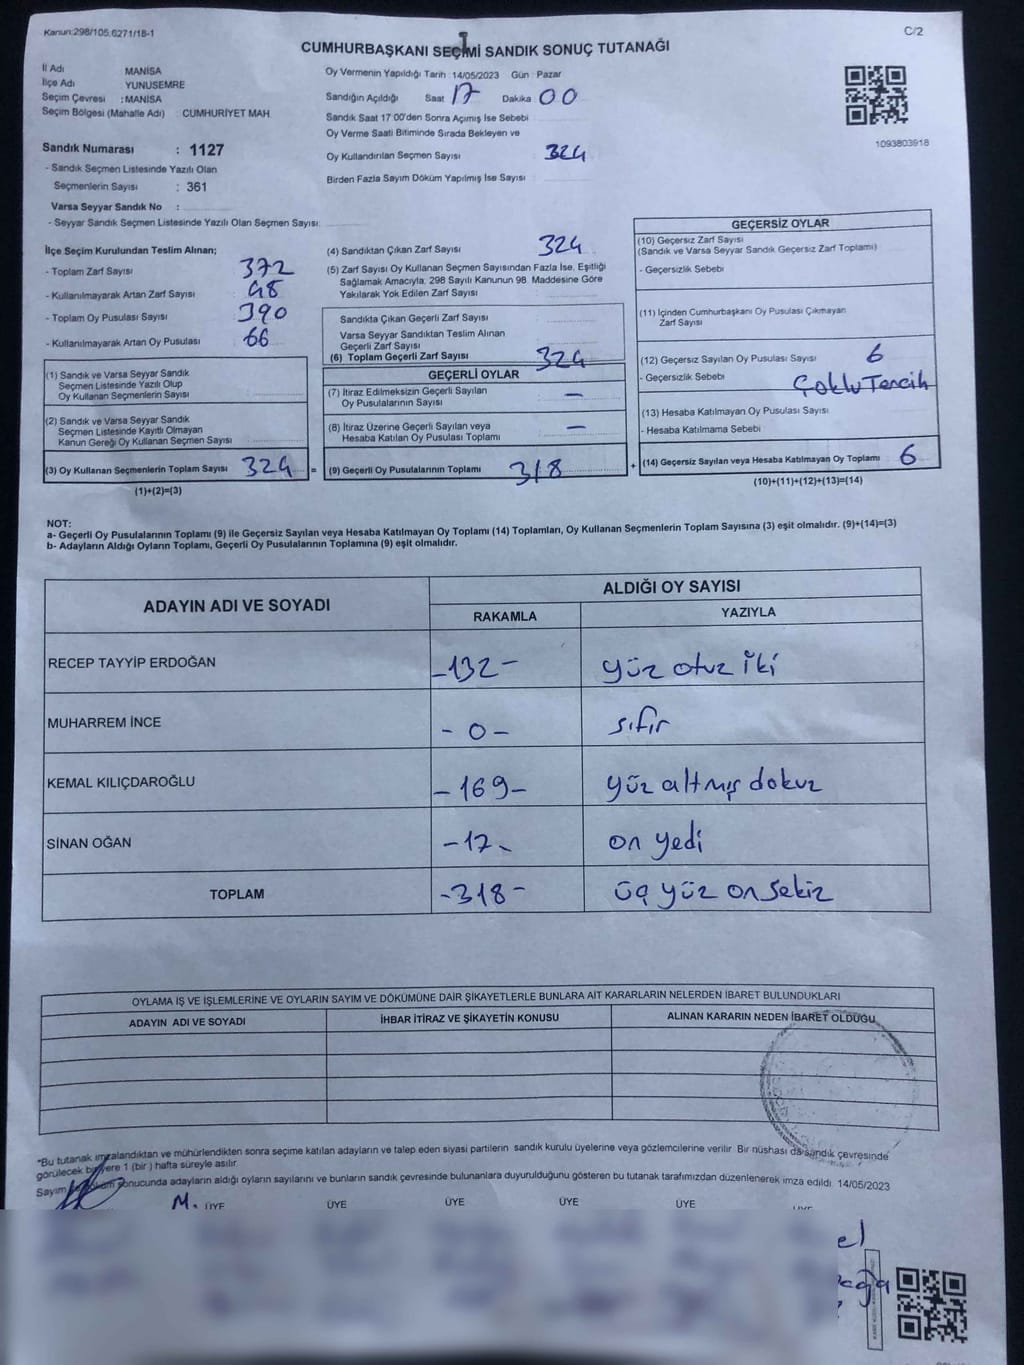 Kanun:298/105,6271/18-1
C/2
CUMHURBAŞKANI SEÇİMİ SANDIK SONUÇ TUTANAĞI
İl Adı MANİSA
İlçe Adı YUNUSEMRE
Seçim Çevresi : MANİSA
Seçim Bölgesi (Mahalle Adı) CUMHURİYET MAH
Sandık Numarası : 1127
- Sandık Seçmen Listesinde Yazılı Olan
Seçmenlerin Sayısı : 361
Varsa Seyyar Sandık No :
- Seyyar Sandık Seçmen Listesinde Yazılı Olan Seçmen Sayısı:
Oy Vermenin Yapıldığı Tarih 14/05/2023 Gün Pazar
Sandığın Açıldığı Saat 17 Dakika 00
Sandık Saat 17 00'den Sonra Açımış İse Sebebi
Oy Verme Saati Bitiminde Sırada Bekleyen ve
Oy Kullandırılan Seçmen Sayısı 324
Birden Fazla Sayım Döküm Yapılmış İse Sayısı
1093803918
İlçe Seçim Kurulundan Teslim Alınan;
- Toplam Zarf Sayısı 372
- Kullanılmayarak Artan Zarf Sayısı 48
- Toplam Oy Pusulası Sayısı 390
- Kullanılmayarak Artan Oy Pusulası 66
(1) Sandık ve Varsa Seyyar Sandık
Seçmen Listesinde Yazılı Olup
Oy Kullanan Seçmenlerin Sayısı
(2) Sandık ve Varsa Seyyar Sandık
Seçmen Listesinde Kayıtlı Olmayan
Kanun Gereği Oy Kullanan Seçmen Sayısı
(3) Oy Kullanan Seçmenlerin Toplam Sayısı 324 =
(1)+(2)=(3)
(4) Sandıktan Çıkan Zarf Sayısı 324
(5) Zarf Sayısı Oy Kullanan Seçmen Sayısından Fazla İse, Eşitliği
Sağlamak Amacıyla, 298 Sayılı Kanunun 98. Maddesine Göre
Yakılarak Yok Edilen Zarf Sayısı
Sandıkta Çıkan Geçerli Zarf Sayısı
Varsa Seyyar Sandıktan Teslim Alınan
Geçerli Zarf Sayısı
(6) Toplam Geçerli Zarf Sayısı 324
GEÇERLİ OYLAR
(7) İtiraz Edilmeksizin Geçerli Sayılan
Oy Pusulalarının Sayısı —
(8) İtiraz Üzerine Geçerli Sayılan veya
Hesaba Katılan Oy Pusulası Toplamı —
(9) Geçerli Oy Pusulalarının Toplamı 318 +
GEÇERSİZ OYLAR
(10) Geçersiz Zarf Sayısı
(Sandık ve Varsa Seyyar Sandık Geçersiz Zarf Toplamı)
- Geçersizlik Sebebi
(11) İçinden Cumhurbaşkanı Oy Pusulası Çıkmayan
Zarf Sayısı
(12) Geçersiz Sayılan Oy Pusulası Sayısı 6
- Geçersizlik Sebebi Çoklu Tercih
(13) Hesaba Katılmayan Oy Pusulası Sayısı
- Hesaba Katılmama Sebebi
(14) Geçersiz Sayılan veya Hesaba Katılmayan Oy Toplamı 6
(10)+(11)+(12)+(13)=(14)
NOT:
a- Geçerli Oy Pusulalarının Toplamı (9) ile Geçersiz Sayılan veya Hesaba Katılmayan Oy Toplamı (14) Toplamları, Oy Kullanan Seçmenlerin Toplam Sayısına (3) eşit olmalıdır. (9)+(14)=(3)
b- Adayların Aldığı Oyların Toplamı, Geçerli Oy Pusulalarının Toplamına (9) eşit olmalıdır.
ADAYIN ADI VE SOYADI
ALDIĞI OY SAYISI
RAKAMLA YAZIYLA
RECEP TAYYİP ERDOĞAN -132- yüz otuz iki
MUHARREM İNCE -0- sıfır
KEMAL KILIÇDAROĞLU -169- yüz altmış dokuz
SİNAN OĞAN -17- on yedi
TOPLAM -318- üç yüz on sekiz
OYLAMA İŞ VE İŞLEMLERİNE VE OYLARIN SAYIM VE DÖKÜMÜNE DAİR ŞİKAYETLERLE BUNLARA AİT KARARLARIN NELERDEN İBARET BULUNDUKLARI
ADAYIN ADI VE SOYADI İHBAR İTİRAZ VE ŞİKAYETİN KONUSU ALINAN KARARIN NEDEN İBARET OLDUĞU
*Bu tutanak imzalandıktan ve mühürlendikten sonra seçime katılan adayların ve talep eden siyasi partilerin sandık kurulu üyelerine veya gözlemcilerine verilir. Bir nüshası da sandık çevresinde
görülecek bir yere 1 (bir) hafta süreyle asılır.
Sayım sonucunda adayların aldığı oyların sayılarını ve bunların sandık çevresinde bulunanlara duyurulduğunu gösteren bu tutanak tarafımızdan düzenlenerek imza edildi. 14/05/2023
M. ÜYE ÜYE ÜYE ÜYE ÜYE
el